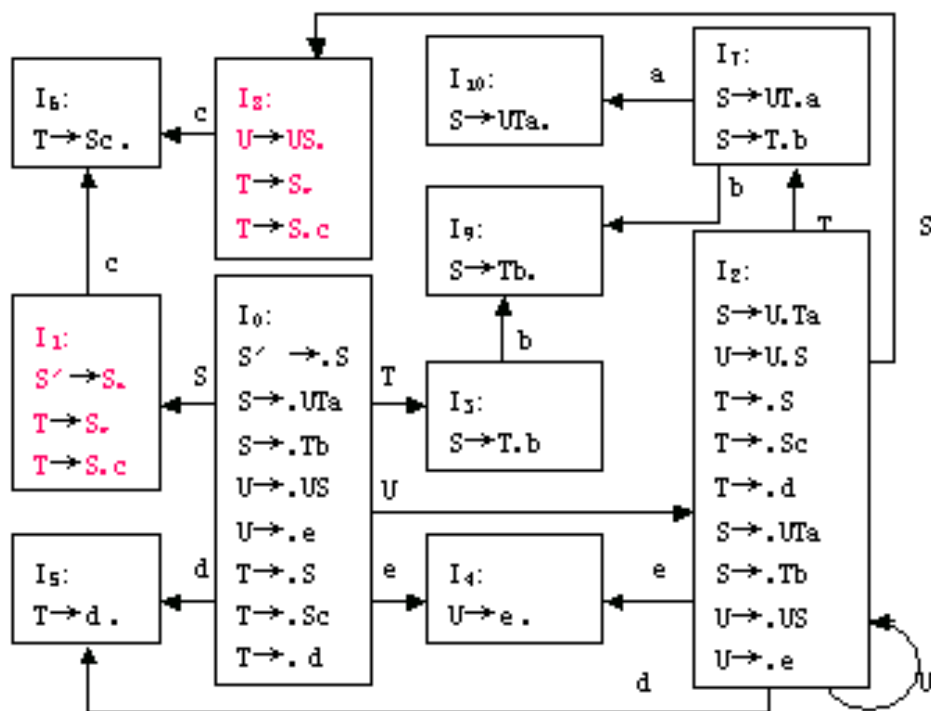 I₆:
T→Sc.
c
I₈:
U→US.
T→S.
T→S.c
I₁₀:
S→UTa.
a
I₇:
S→UT.a
S→T.b
b
T
S
I₉:
S→Tb.
b
c
I₁:
S′→S.
T→S.
T→S.c
S
I₀:
S′→.S
S→.UTa
S→.Tb
U→.US
U→.e
T→.S
T→.Sc
T→.d
T
U
I₃:
S→T.b
I₂:
S→U.Ta
U→U.S
T→.S
T→.Sc
T→.d
S→.UTa
S→.Tb
U→.US
U→.e
I₅:
T→d.
d
e
I₄:
U→e.
e
d
U